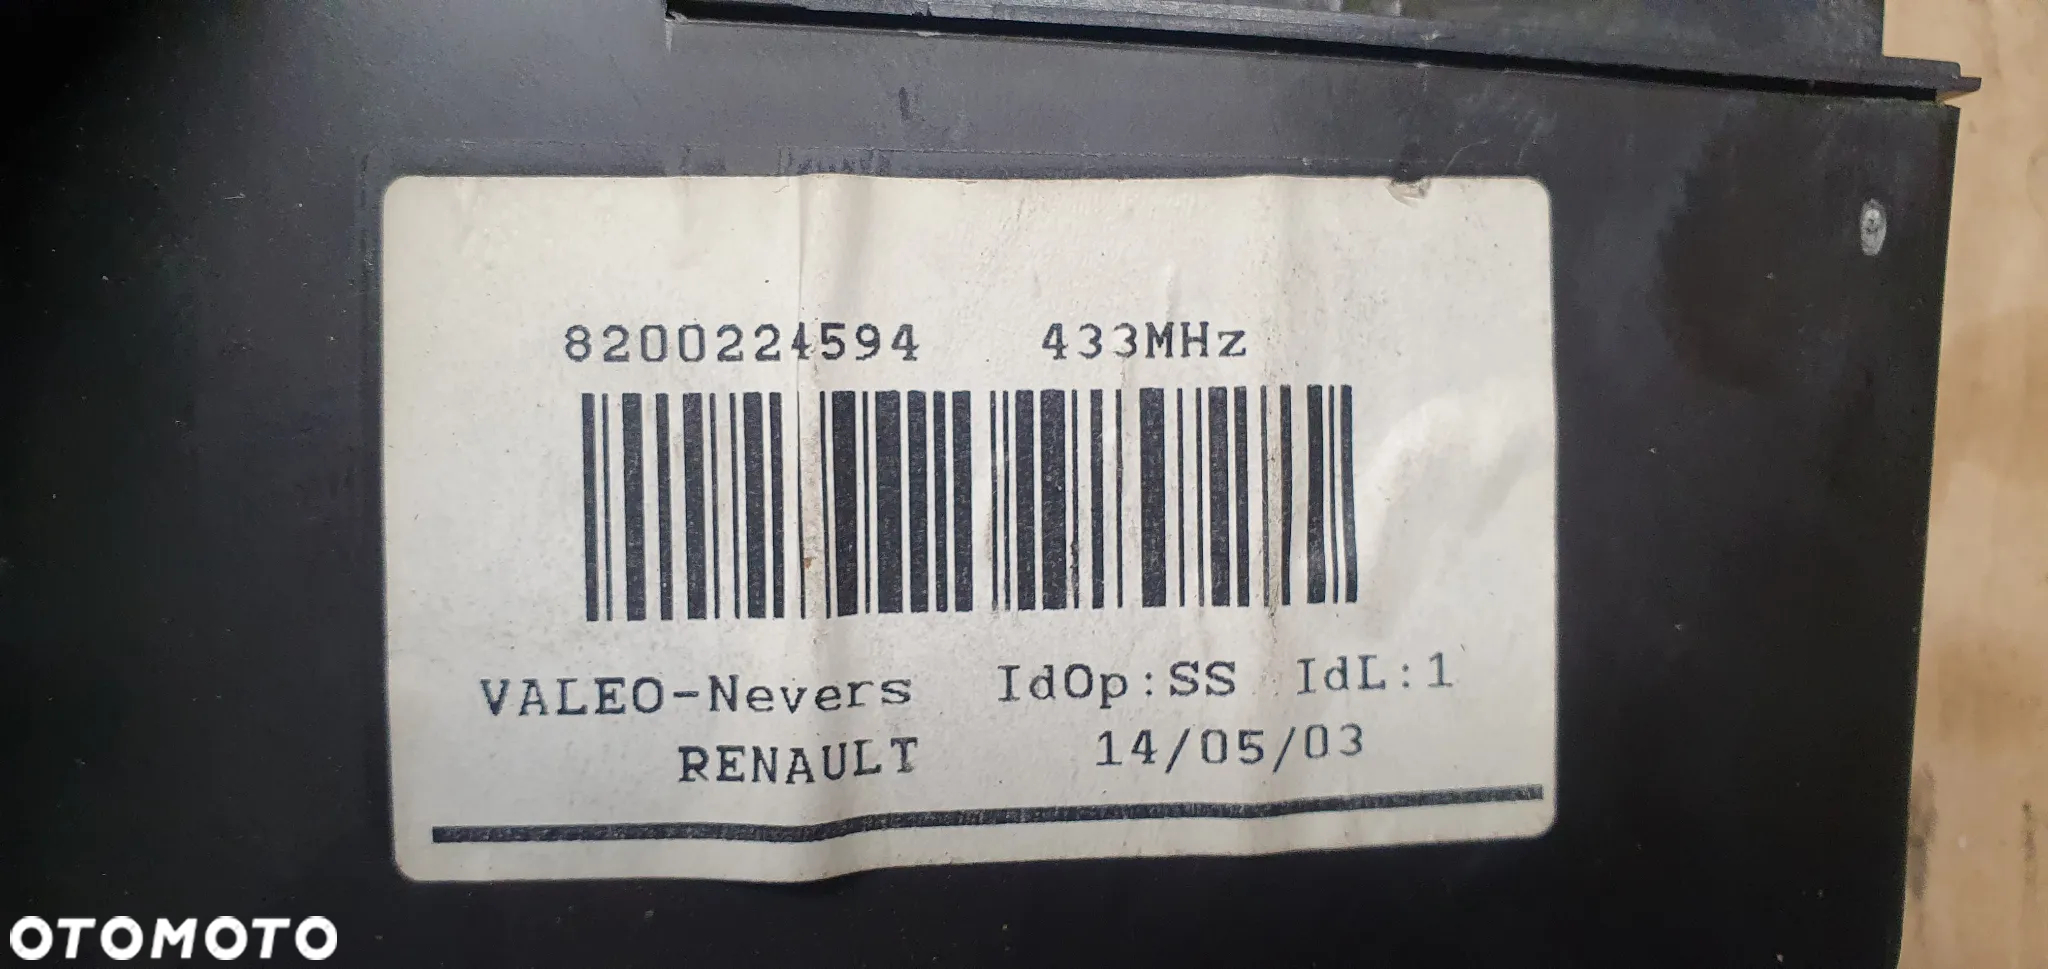 8200224594 433MHz
VALEO-Nevers IdOp:SS IdL:1
RENAULT 14/05/03
OTOMOTO